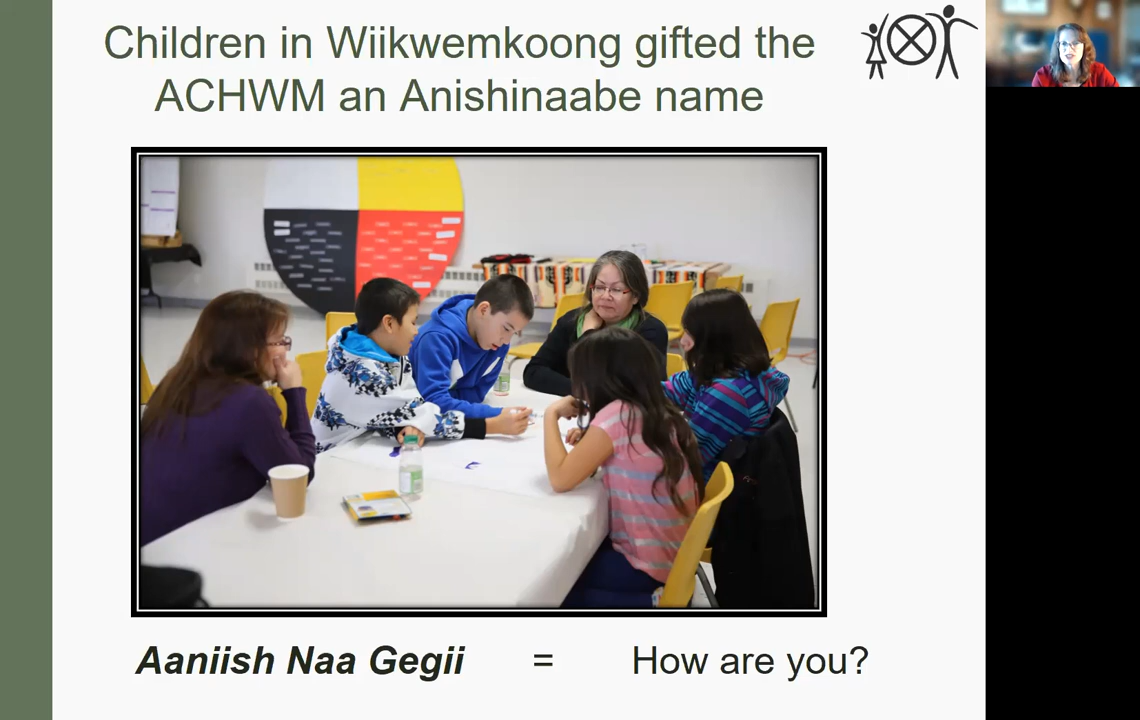 Children in Wiikwemkoong gifted the
ACHWM an Anishinaabe name
Aaniish Naa Gegii = How are you?